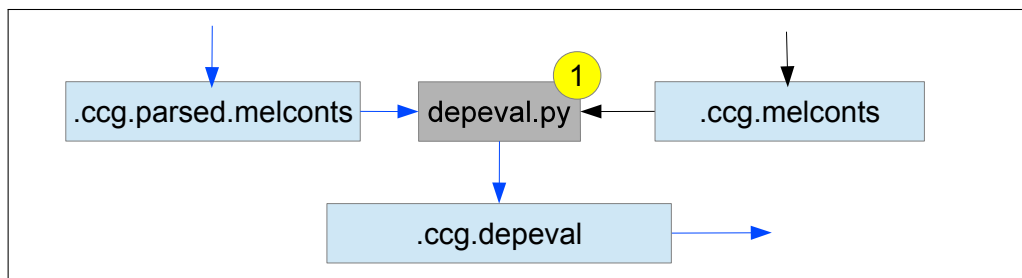 1
.ccg.parsed.melconts
depeval.py
.ccg.melconts
.ccg.depeval